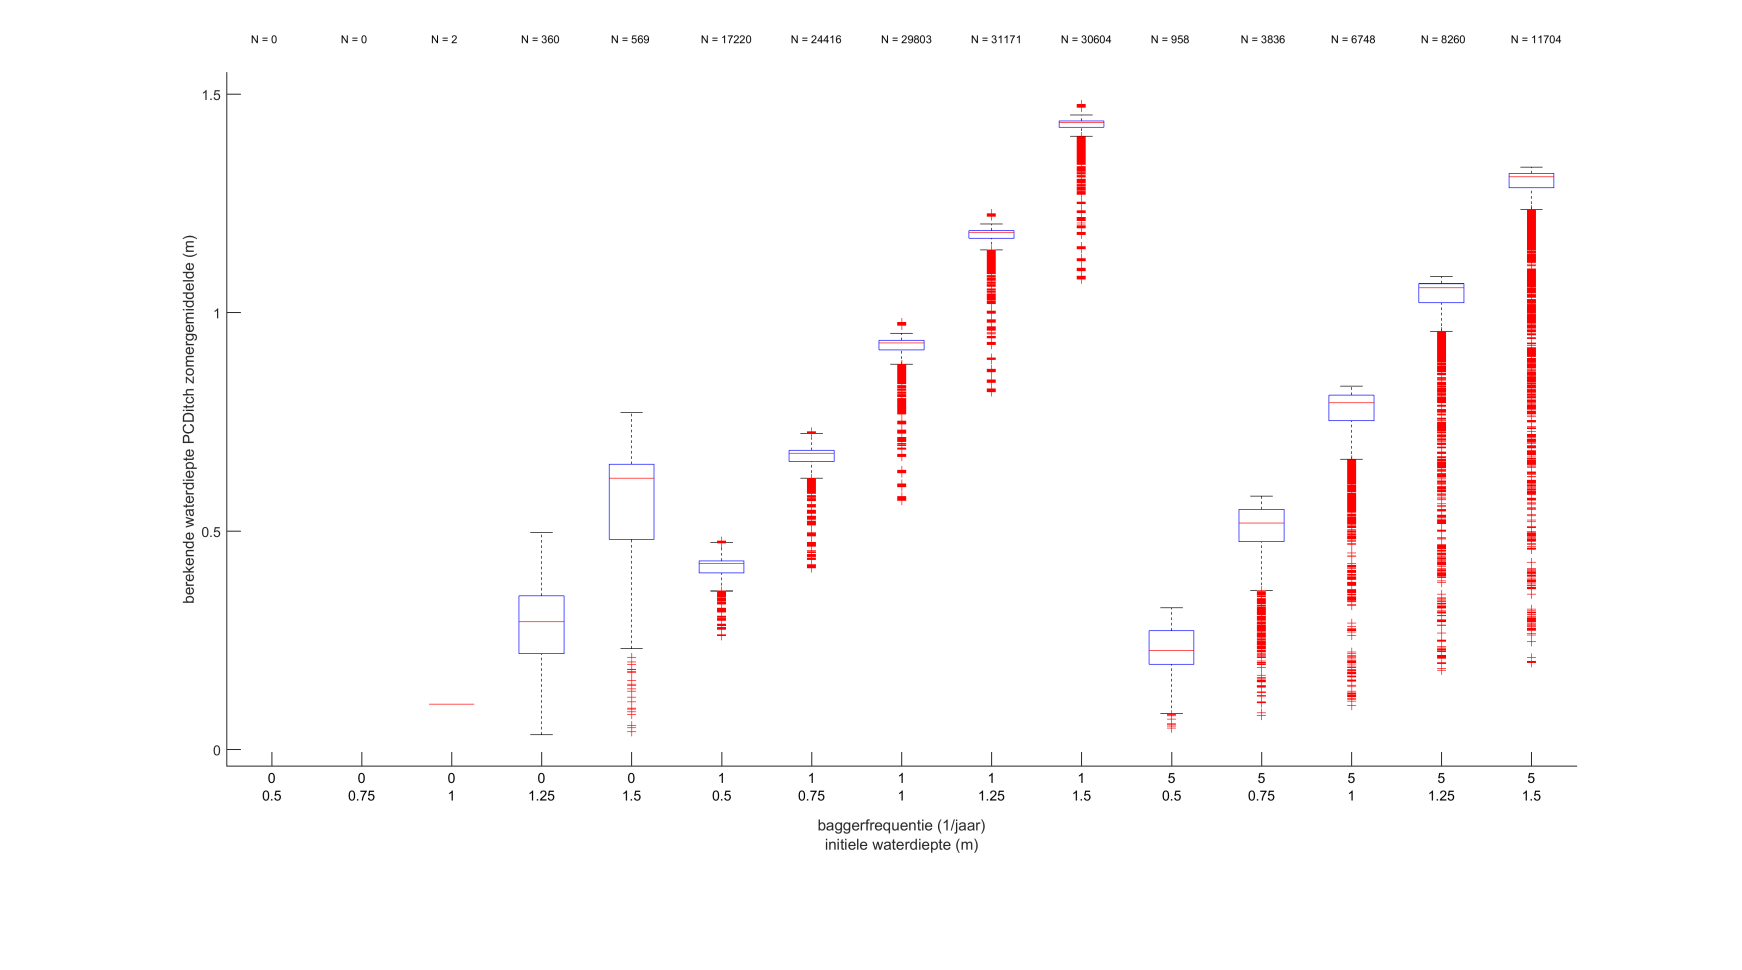 N = 0 N = 0 N = 2 N = 360 N = 569 N = 17220 N = 24416 N = 29803 N = 31171 N = 30604 N = 958 N = 3836 N = 6748 N = 8260 N = 11704
berekende waterdiepte PCDitch zomergemiddelde (m)
1.5
1
0.5
0
0 0 0 0 0 1 1 1 1 1 5 5 5 5 5
0.5 0.75 1 1.25 1.5 0.5 0.75 1 1.25 1.5 0.5 0.75 1 1.25 1.5
baggerfrequentie (1/jaar)
initiele waterdiepte (m)